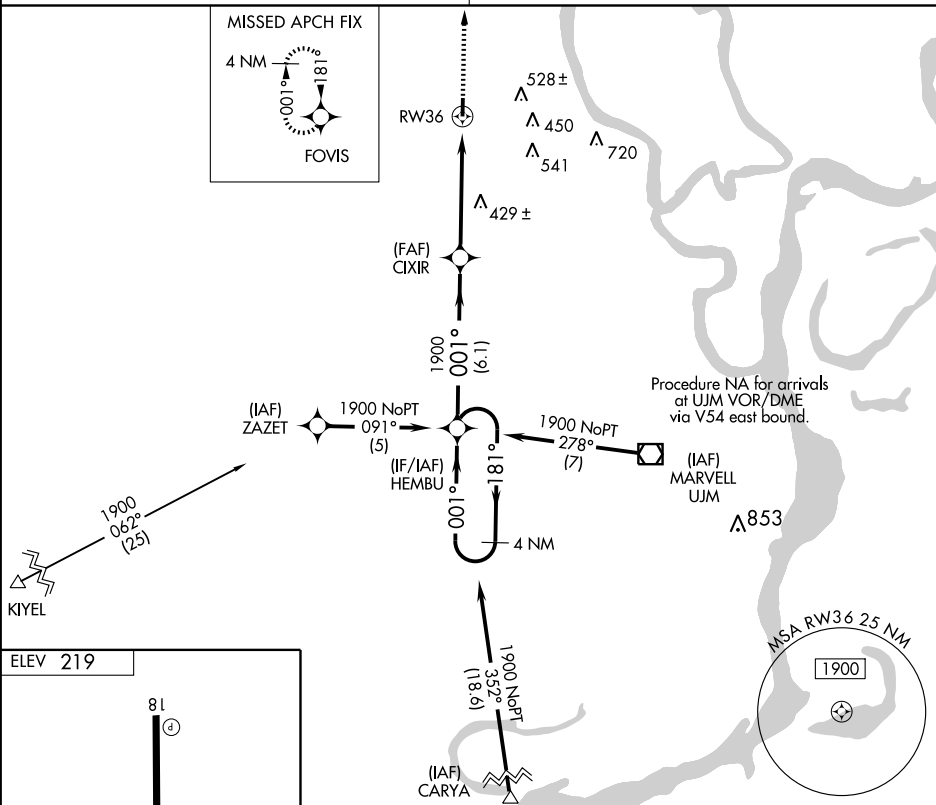 MISSED APCH FIX
4 NM
181°
001°
FOVIS
RW36
528 ±
450
541
720
429 ±
(FAF)
CIXIR
1900
001°
(6.1)
Procedure NA for arrivals
at UJM VOR/DME
via V54 east bound.
(IAF)
ZAZET
1900 NoPT
091°
(5)
1900 NoPT
278°
(7)
(IF/IAF)
HEMBU
181°
001°
4 NM
(IAF)
MARVELL
UJM
853
1900
062°
(25)
KIYEL
1900 NoPT
352°
(18.6)
(IAF)
CARYA
MSA RW36 25 NM
1900
ELEV 219
18
P